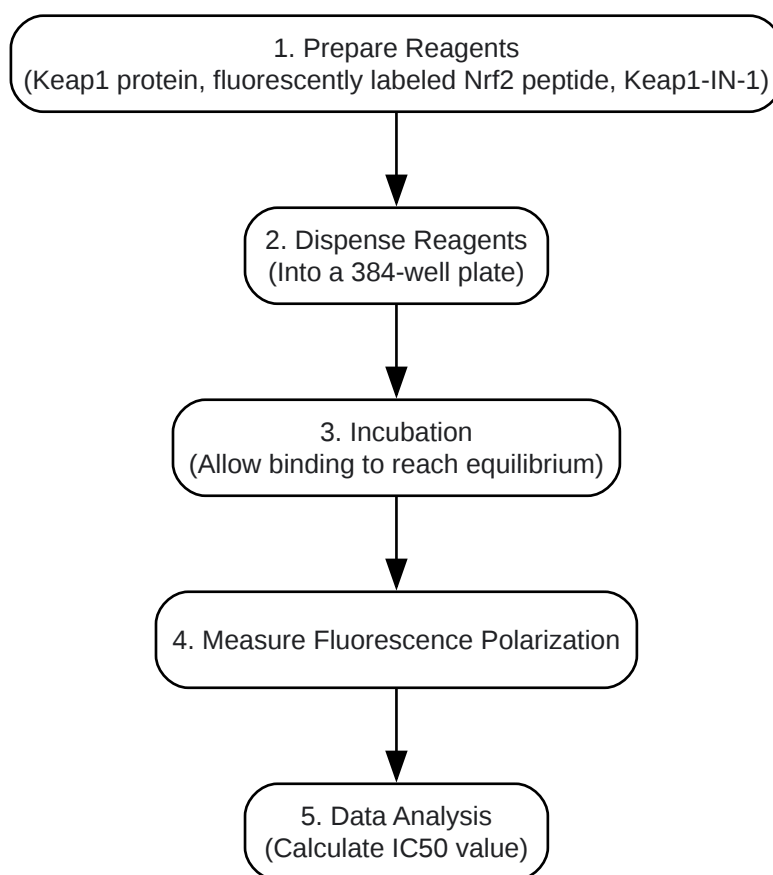 1. Prepare Reagents
(Keap1 protein, fluorescently labeled Nrf2 peptide, Keap1-IN-1)
2. Dispense Reagents
(Into a 384-well plate)
3. Incubation
(Allow binding to reach equilibrium)
4. Measure Fluorescence Polarization
5. Data Analysis
(Calculate IC50 value)